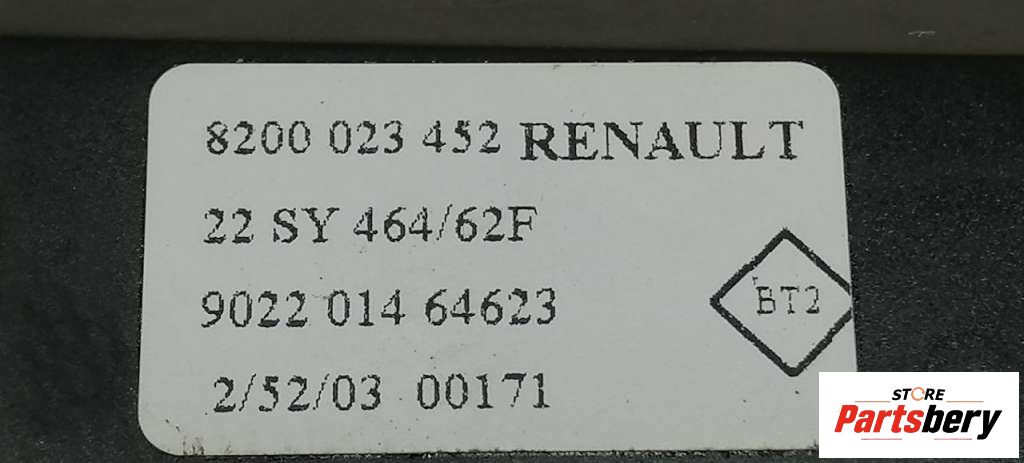 8200 023 452 RENAULT
22 SY 464/62F
9022 014 64623
BT2
2/52/03 00171
STORE
Partsbery